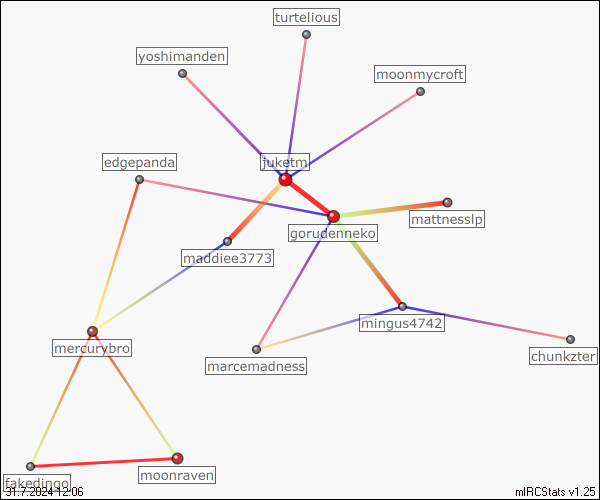 turtelious
yoshimanden
moonmycroft
edgepanda
juketm
mattnesslp
gorudenneko
maddiee3773
mingus4742
mercurybro
chunkzter
marcemadness
moonraven
fakedingo
31.7.2024 12:06
mIRCStats v1.25